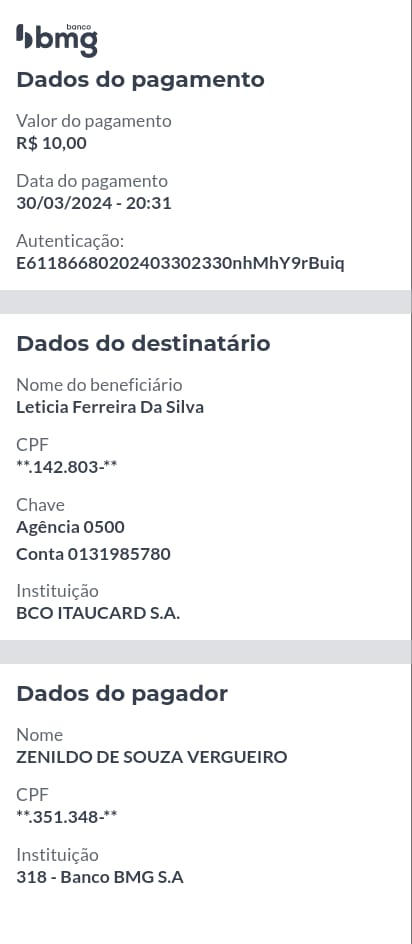 banco
bmg
Dados do pagamento
Valor do pagamento
R$ 10,00
Data do pagamento
30/03/2024 - 20:31
Autenticação:
E61186680202403302330nhMhY9rBuiq
Dados do destinatário
Nome do beneficiário
Leticia Ferreira Da Silva
CPF
**.142.803-**
Chave
Agência 0500
Conta 0131985780
Instituição
BCO ITAUCARD S.A.
Dados do pagador
Nome
ZENILDO DE SOUZA VERGUEIRO
CPF
**.351.348-**
Instituição
318 - Banco BMG S.A